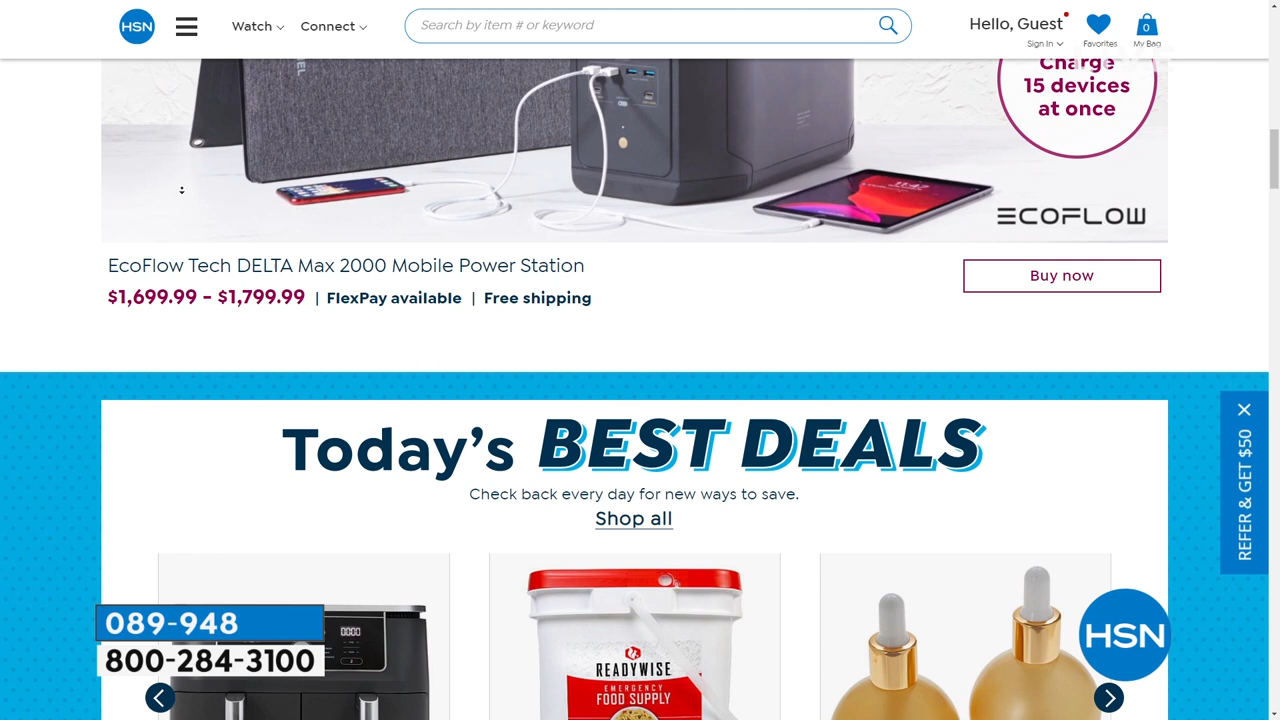 HSN
Watch
Connect
Search by item # or keyword
Hello, Guest
Sign In
Favorites
0
My Bag
Charge
15 devices
at once
ECOFLOW
EcoFlow Tech DELTA Max 2000 Mobile Power Station
$1,699.99 - $1,799.99 | FlexPay available | Free shipping
Buy now
Today's BEST DEALS
Check back every day for new ways to save.
Shop all
REFER & GET $50
READYWISE
EMERGENCY
FOOD SUPPLY
089-948
800-284-3100
HSN